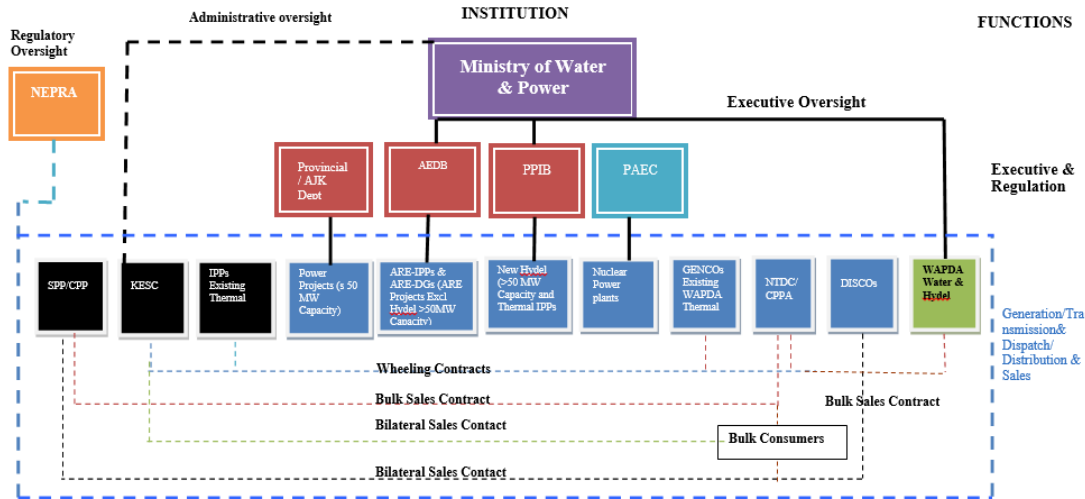 INSTITUTION
FUNCTIONS
Administrative oversight
Regulatory
Oversight
NEPRA
Ministry of Water
& Power
Executive Oversight
Provincial
/ AJK
Dept
AEDB
PPIB
PAEC
Executive &
Regulation
SPP/CPP
KESC
IPPs
Existing
Thermal
Power
Projects (s 50
MW
Capacity)
ARE-IPPs &
ARE-DGs (ARE
Projects Excl
Hydel >50MW
Capacity)
New Hydel
(>50 MW
Capacity and
Thermal IPPs
Nuclear
Power
plants
GENCOs
Existing
WAPDA
Thermal
NTDC/
CPPA
DISCOs
WAPDA
Water &
Hydel
Generation/Tra
nsmission&
Dispatch/
Distribution &
Sales
Wheeling Contracts
Bulk Sales Contract
Bulk Sales Contract
Bilateral Sales Contact
Bulk Consumers
Bilateral Sales Contact